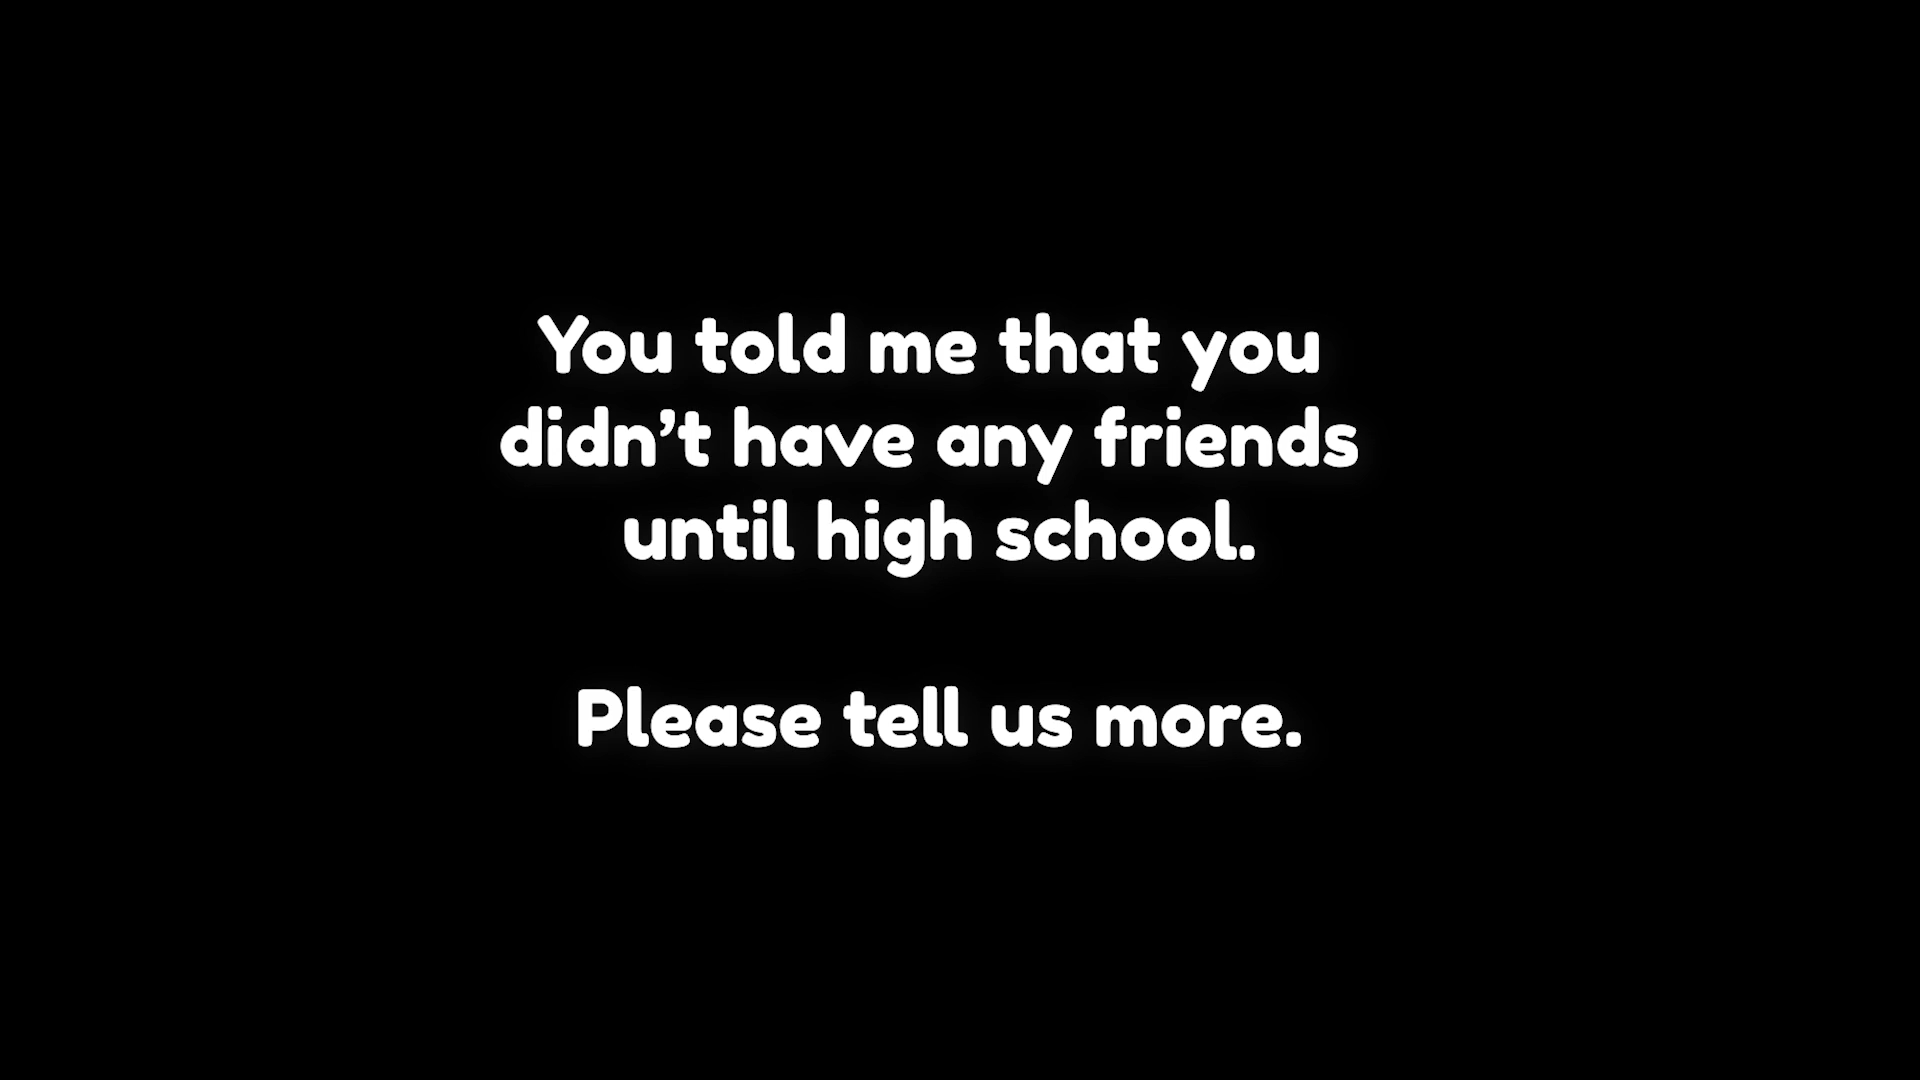 You told me that you
didn’t have any friends
until high school.
Please tell us more.